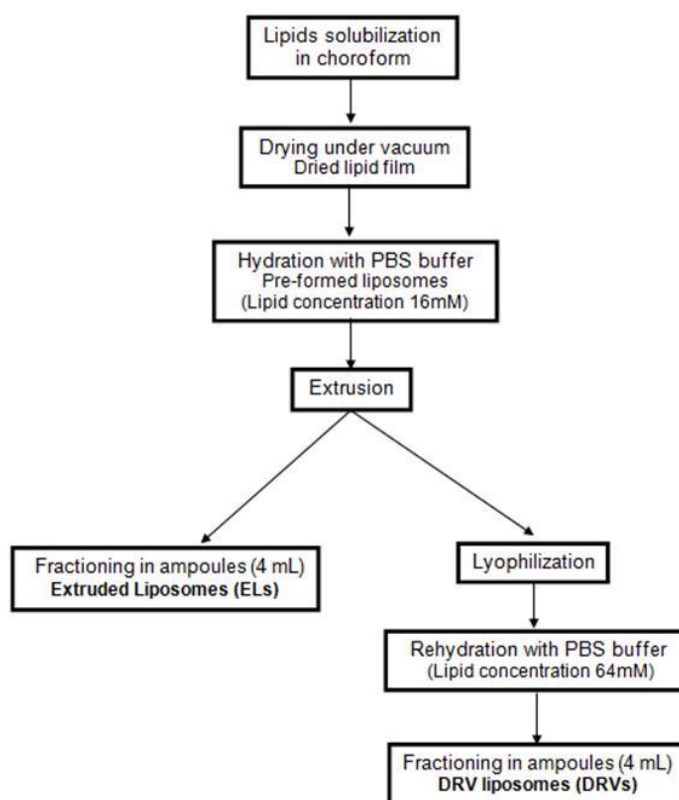 Lipids solubilization
in choroform
Drying under vacuum
Dried lipid film
Hydration with PBS buffer
Pre-formed liposomes
(Lipid concentration 16mM)
Extrusion
Fractioning in ampoules (4 mL)
Extruded Liposomes (ELs)
Lyophilization
Rehydration with PBS buffer
(Lipid concentration 64mM)
Fractioning in ampoules (4 mL)
DRV liposomes (DRVs)